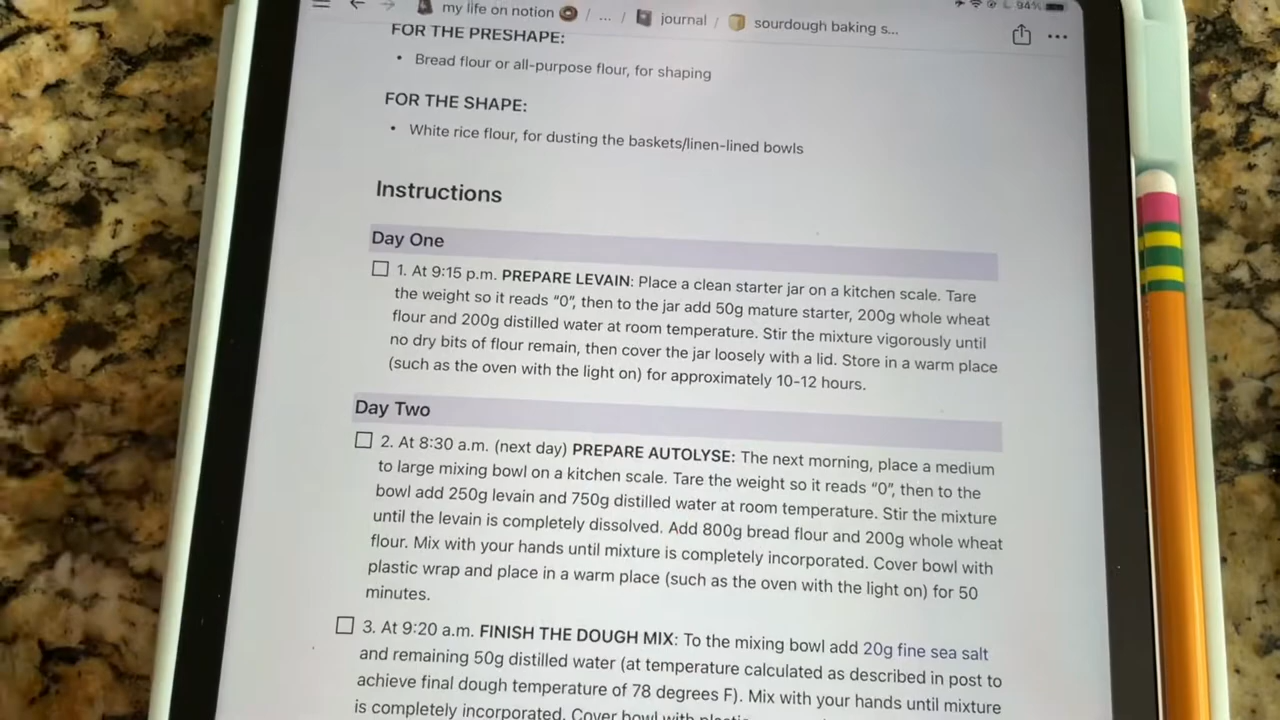 my life on notion / ... / journal / sourdough baking s... 94%
FOR THE PRESHAPE:
• Bread flour or all-purpose flour, for shaping
FOR THE SHAPE:
• White rice flour, for dusting the baskets/linen-lined bowls
Instructions
Day One
1. At 9:15 p.m. PREPARE LEVAIN: Place a clean starter jar on a kitchen scale. Tare
the weight so it reads “0”, then to the jar add 50g mature starter, 200g whole wheat
flour and 200g distilled water at room temperature. Stir the mixture vigorously until
no dry bits of flour remain, then cover the jar loosely with a lid. Store in a warm place
(such as the oven with the light on) for approximately 10-12 hours.
Day Two
2. At 8:30 a.m. (next day) PREPARE AUTOLYSE: The next morning, place a medium
to large mixing bowl on a kitchen scale. Tare the weight so it reads “0”, then to the
bowl add 250g levain and 750g distilled water at room temperature. Stir the mixture
until the levain is completely dissolved. Add 800g bread flour and 200g whole wheat
flour. Mix with your hands until mixture is completely incorporated. Cover bowl with
plastic wrap and place in a warm place (such as the oven with the light on) for 50
minutes.
3. At 9:20 a.m. FINISH THE DOUGH MIX: To the mixing bowl add 20g fine sea salt
and remaining 50g distilled water (at temperature calculated as described in post to
achieve final dough temperature of 78 degrees F). Mix with your hands until mixture
is completely incorporated. Cover bowl with plastic